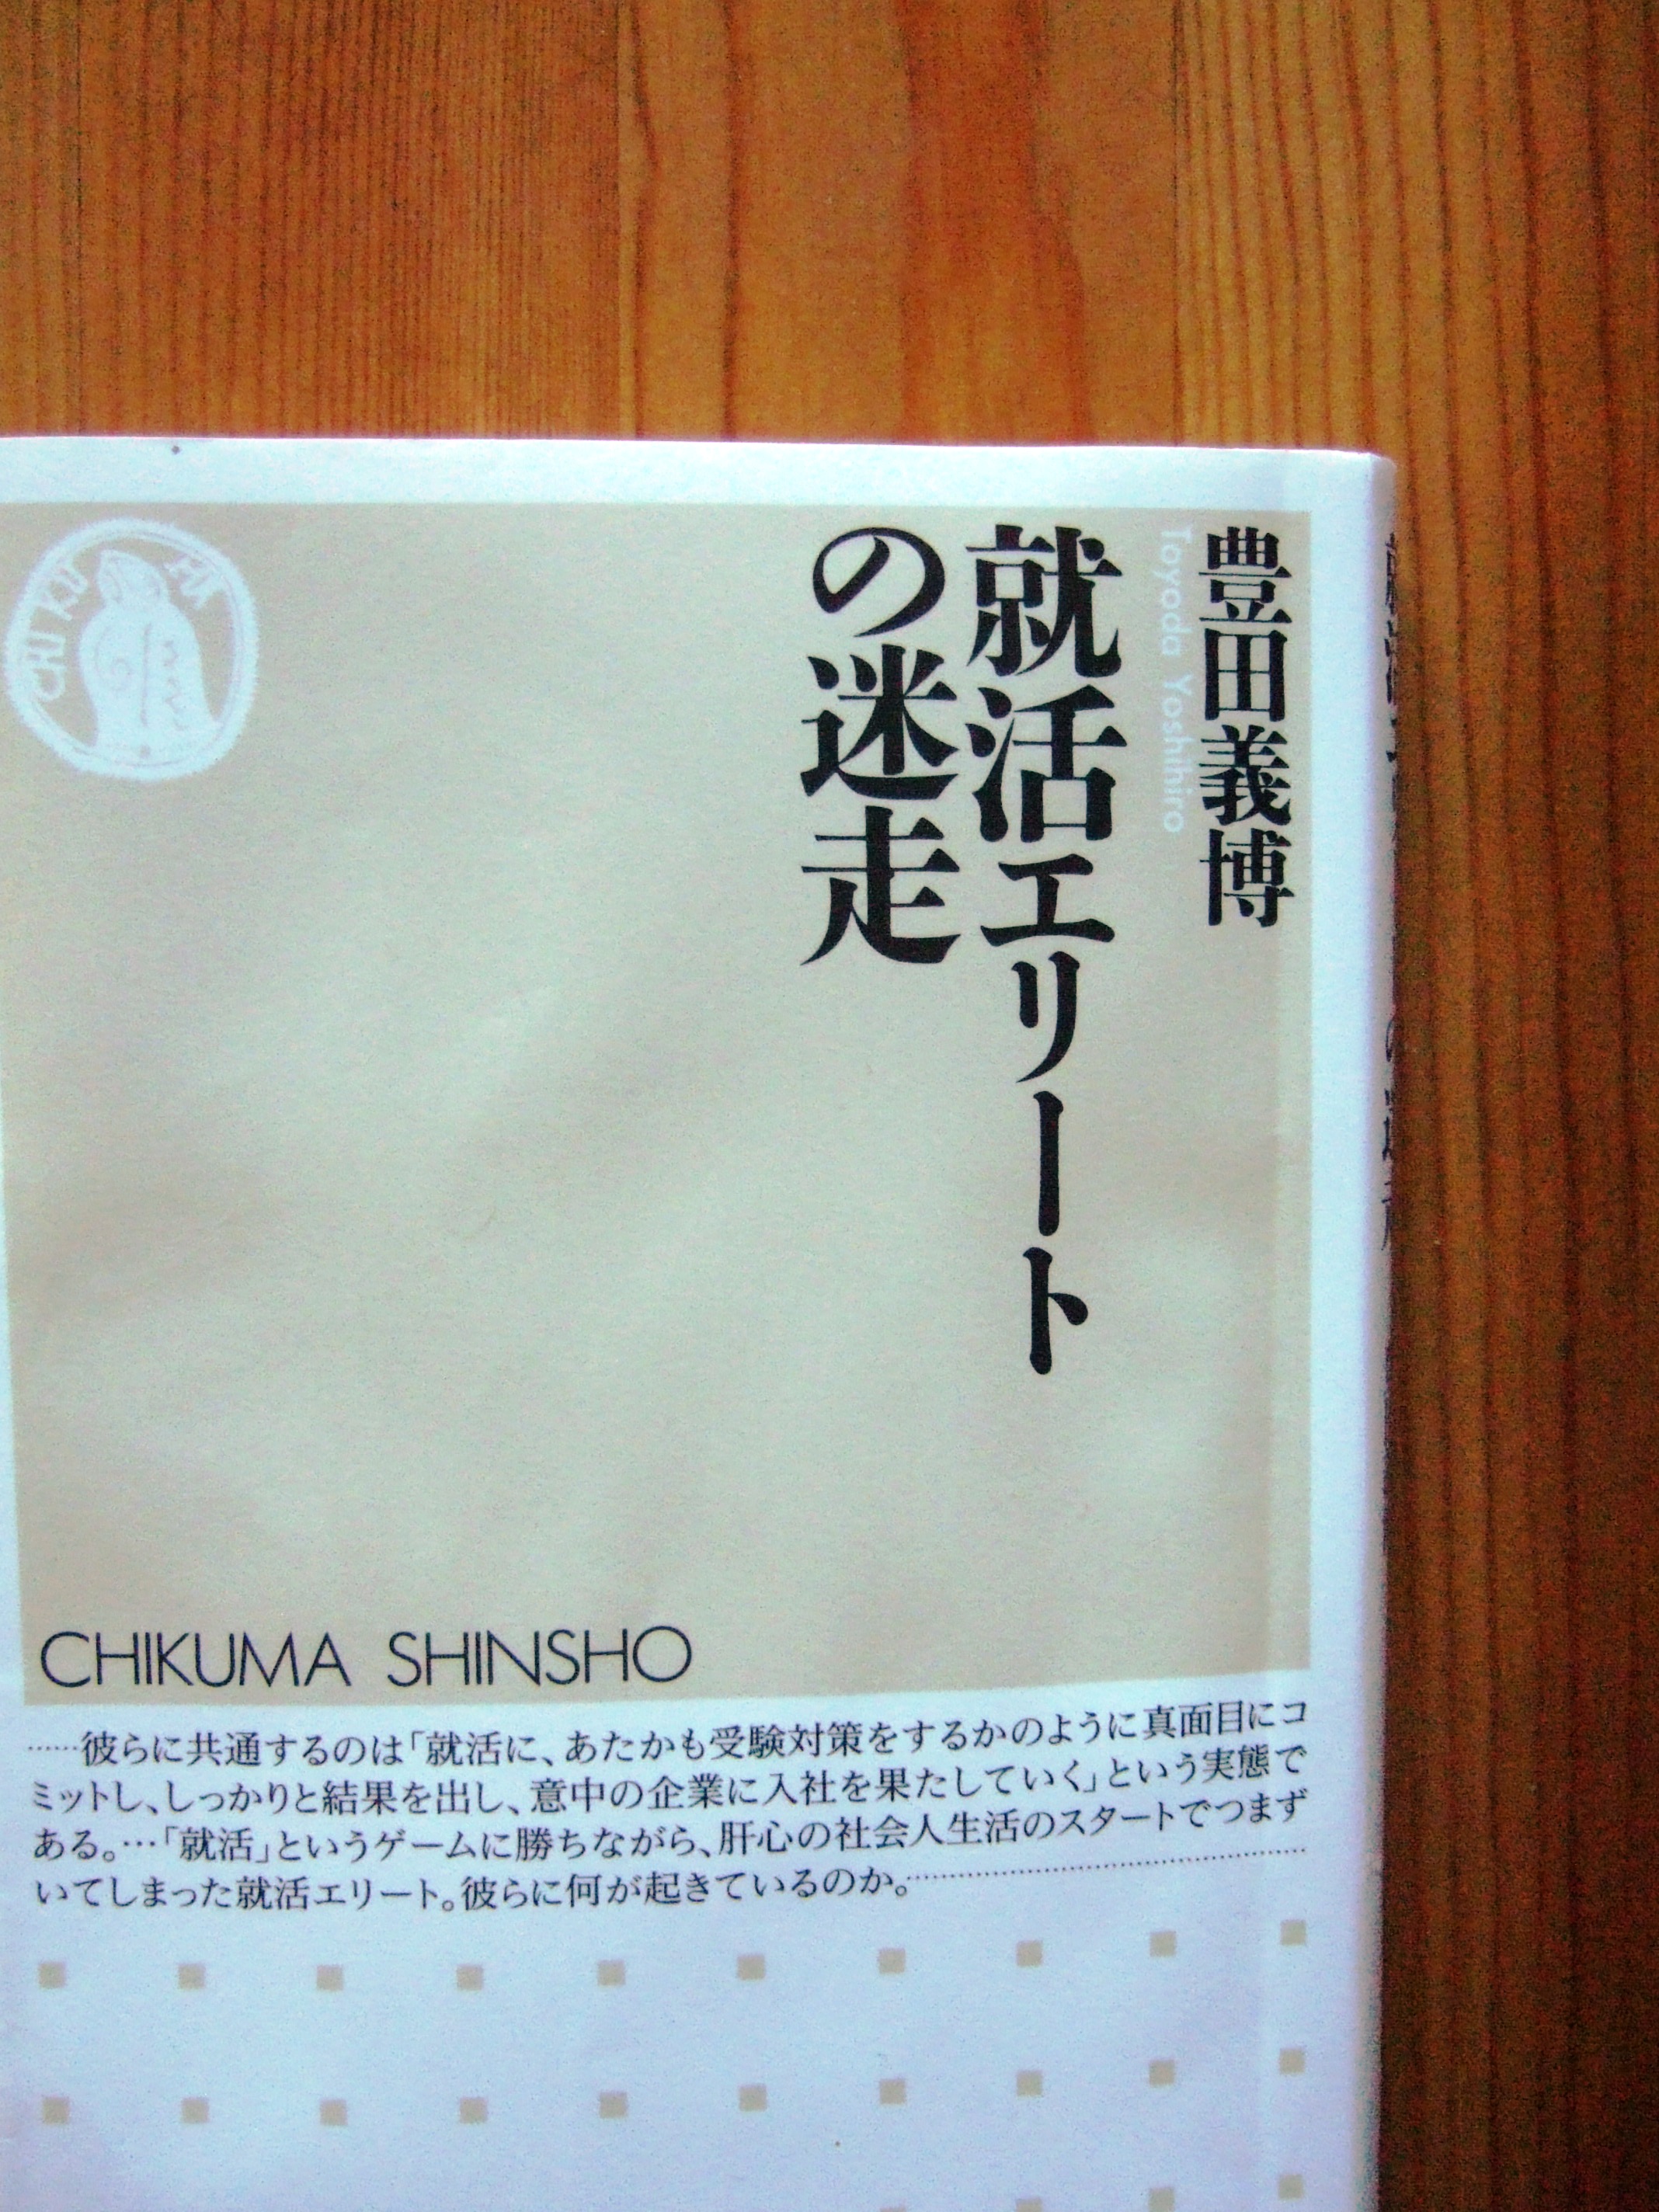 豊田義博
Toyoda Yoshihiro
就活エリート
の迷走
CHIKUMA SHINSHO
……彼らに共通するのは「就活に、あたかも受験対策をするかのように真面目にコ
ミットし、しっかりと結果を出し、意中の企業に入社を果たしていく」という実態で
ある。…「就活」というゲームに勝ちながら、肝心の社会人生活のスタートでつまず
いてしまった就活エリート。彼らに何が起きているのか。……